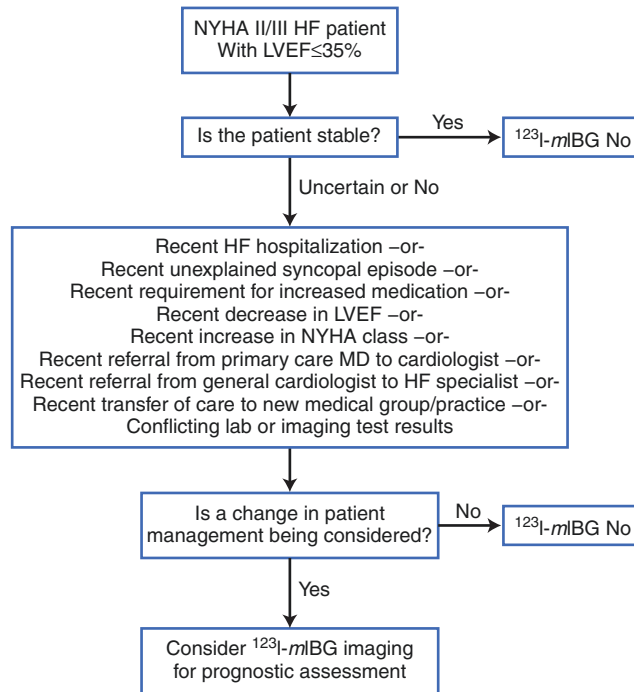 NYHA II/III HF patient
With LVEF≤35%
Is the patient stable?
Yes
¹²³I-mIBG No
Uncertain or No
Recent HF hospitalization –or-
Recent unexplained syncopal episode –or-
Recent requirement for increased medication –or-
Recent decrease in LVEF –or-
Recent increase in NYHA class –or-
Recent referral from primary care MD to cardiologist –or-
Recent referral from general cardiologist to HF specialist –or-
Recent transfer of care to new medical group/practice –or-
Conflicting lab or imaging test results
Is a change in patient
management being considered?
No
¹²³I-mIBG No
Yes
Consider ¹²³I-mIBG imaging
for prognostic assessment